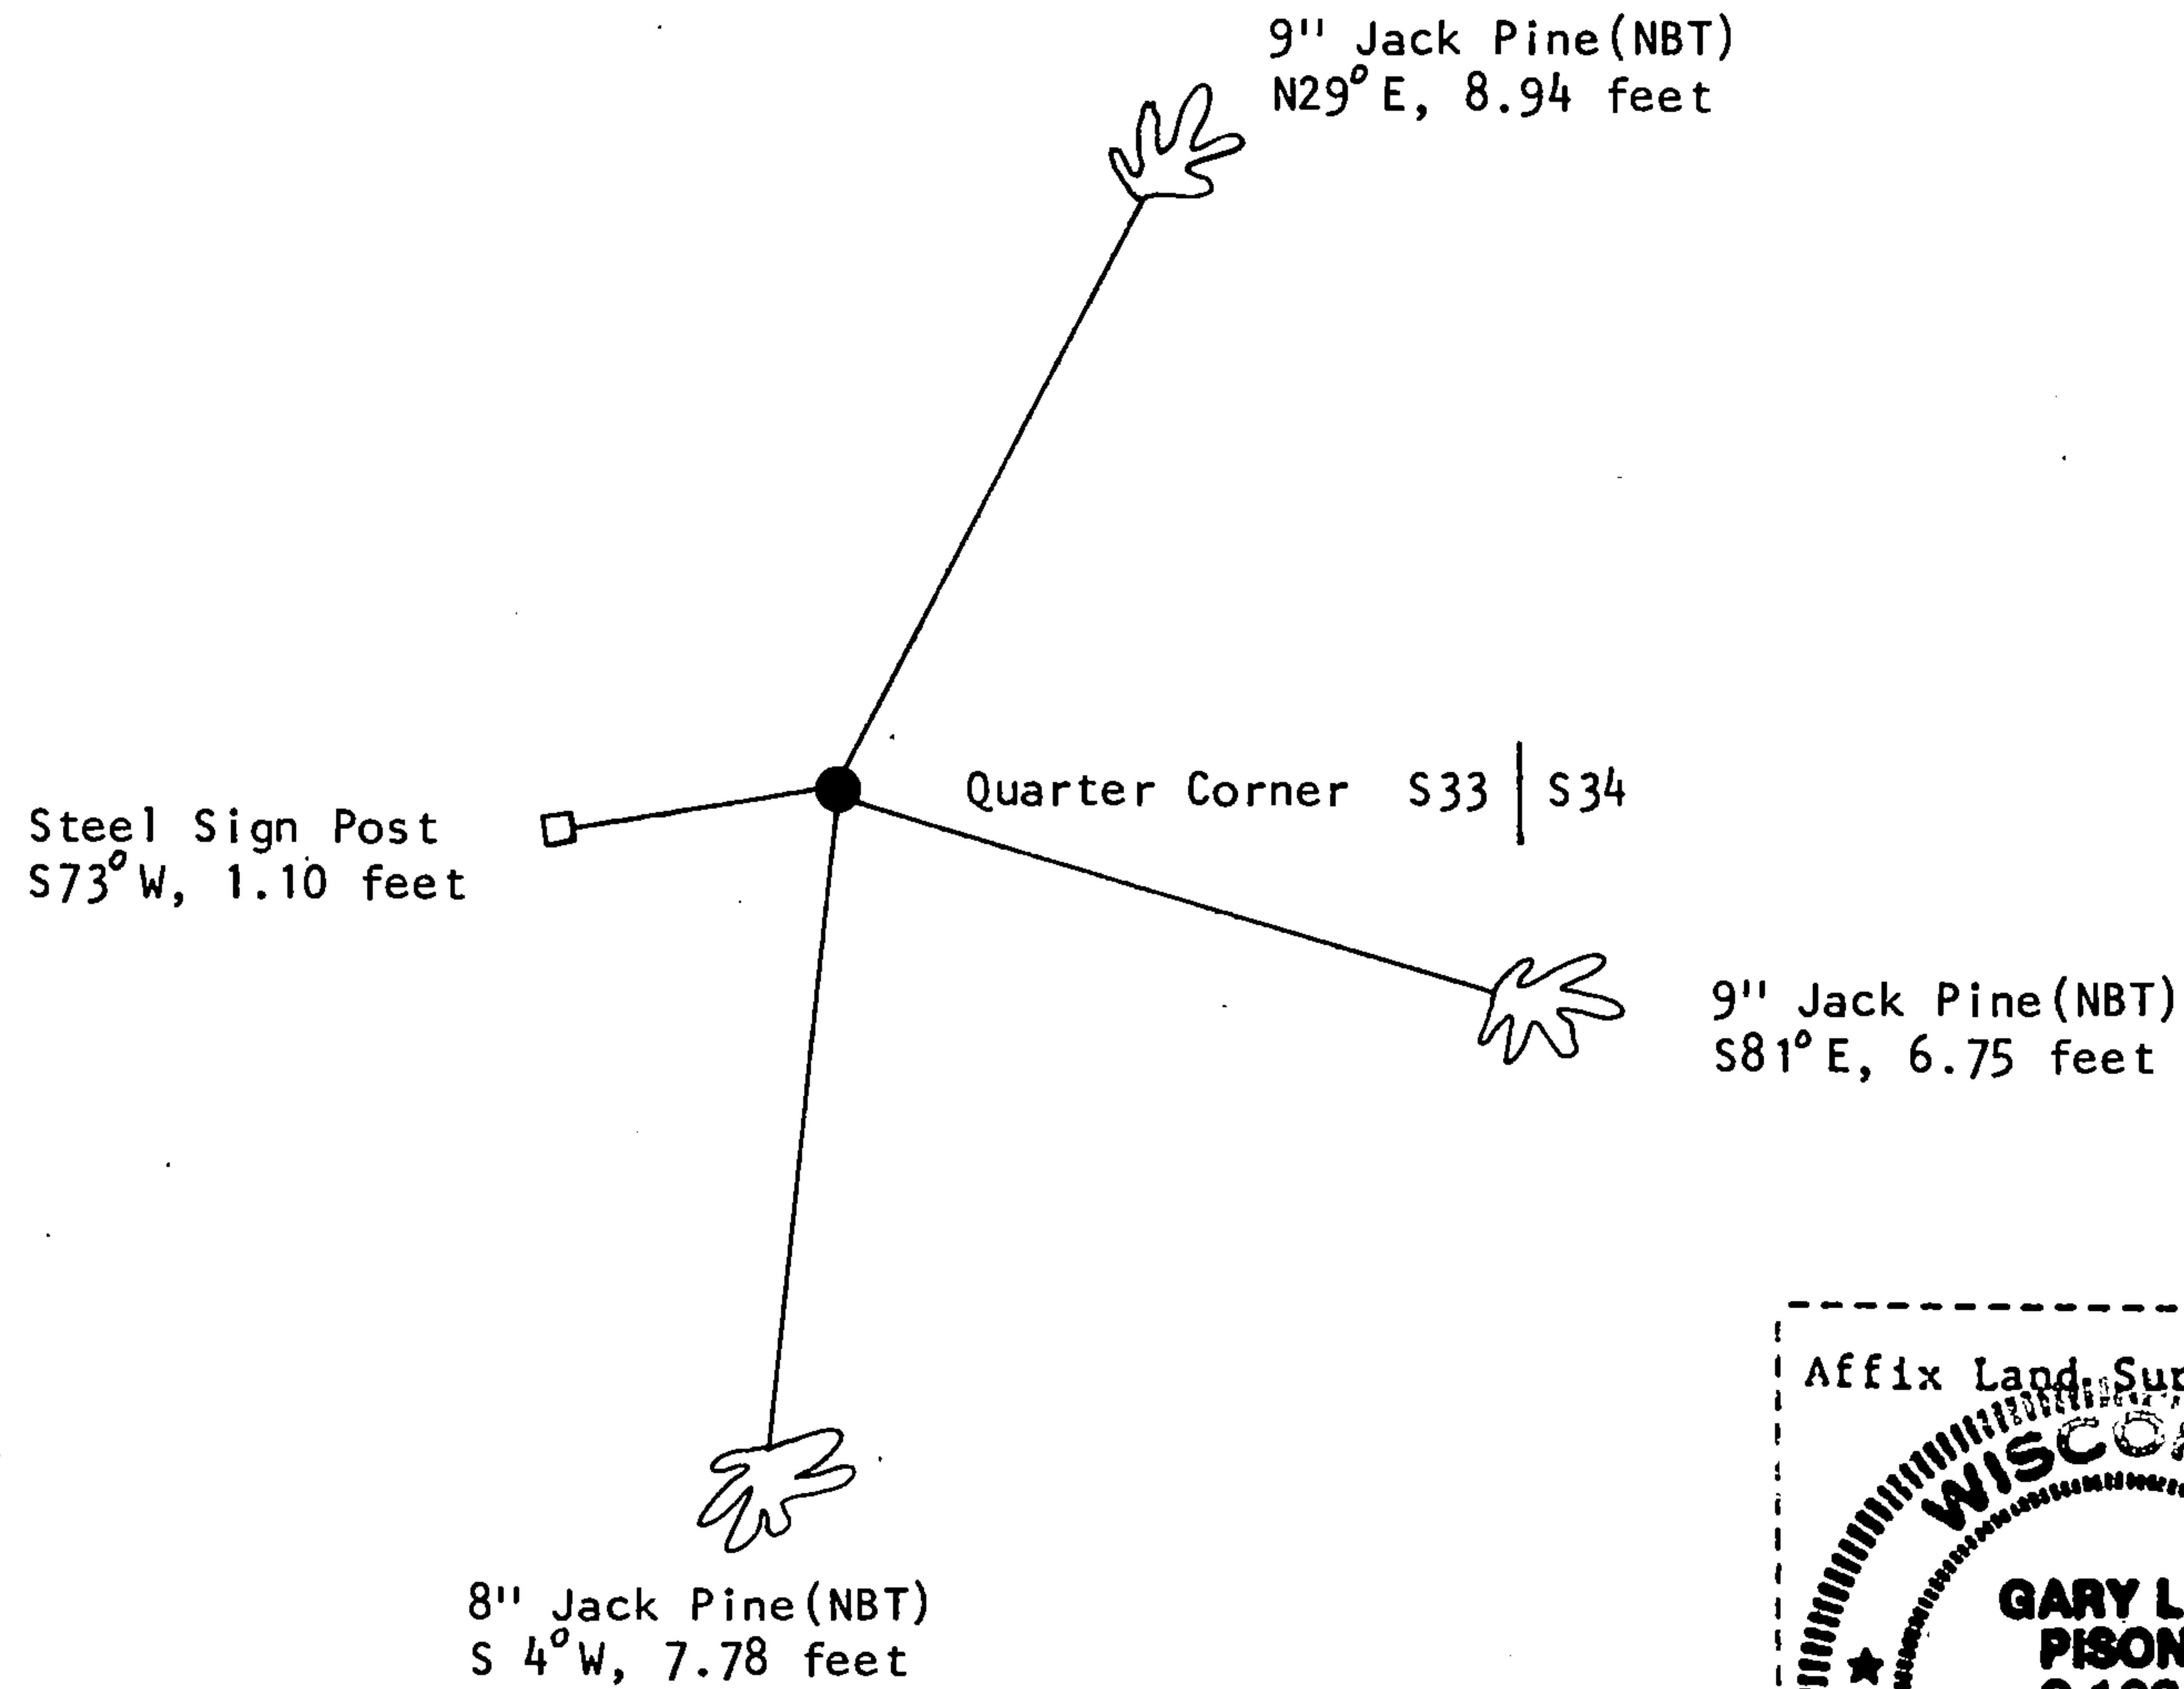 9" Jack Pine(NBT)
N29°E, 8.94 feet
Quarter Corner S33 | S34
Steel Sign Post
S73°W, 1.10 feet
9" Jack Pine(NBT)
S81°E, 6.75 feet
8" Jack Pine(NBT)
S 4°W, 7.78 feet
Affix Land
GARY L
PISON